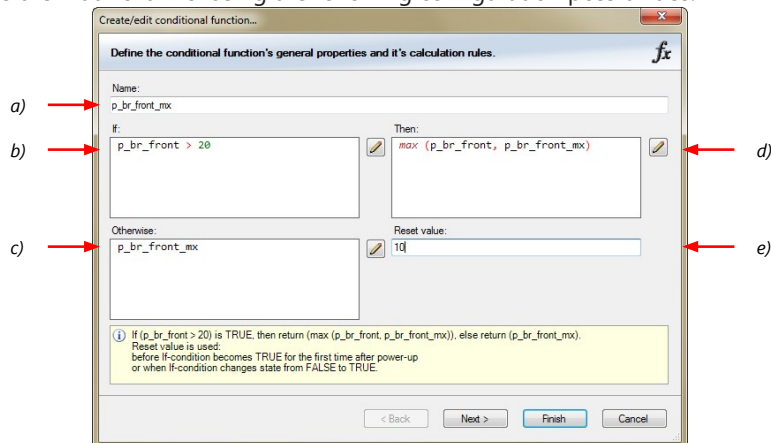 Create/edit conditional function...
Define the conditional function's general properties and it's calculation rules.
fx
Name:
a)
p_br_front_mx
If:
Then:
b)
p_br_front > 20
max (p_br_front, p_br_front_mx)
d)
Otherwise:
Reset value:
c)
p_br_front_mx
10
e)
If (p_br_front > 20) is TRUE, then return (max (p_br_front, p_br_front_mx)), else return (p_br_front_mx).
Reset value is used:
before If-condition becomes TRUE for the first time after power-up
or when If-condition changes state from FALSE to TRUE.
< Back
Next >
Finish
Cancel